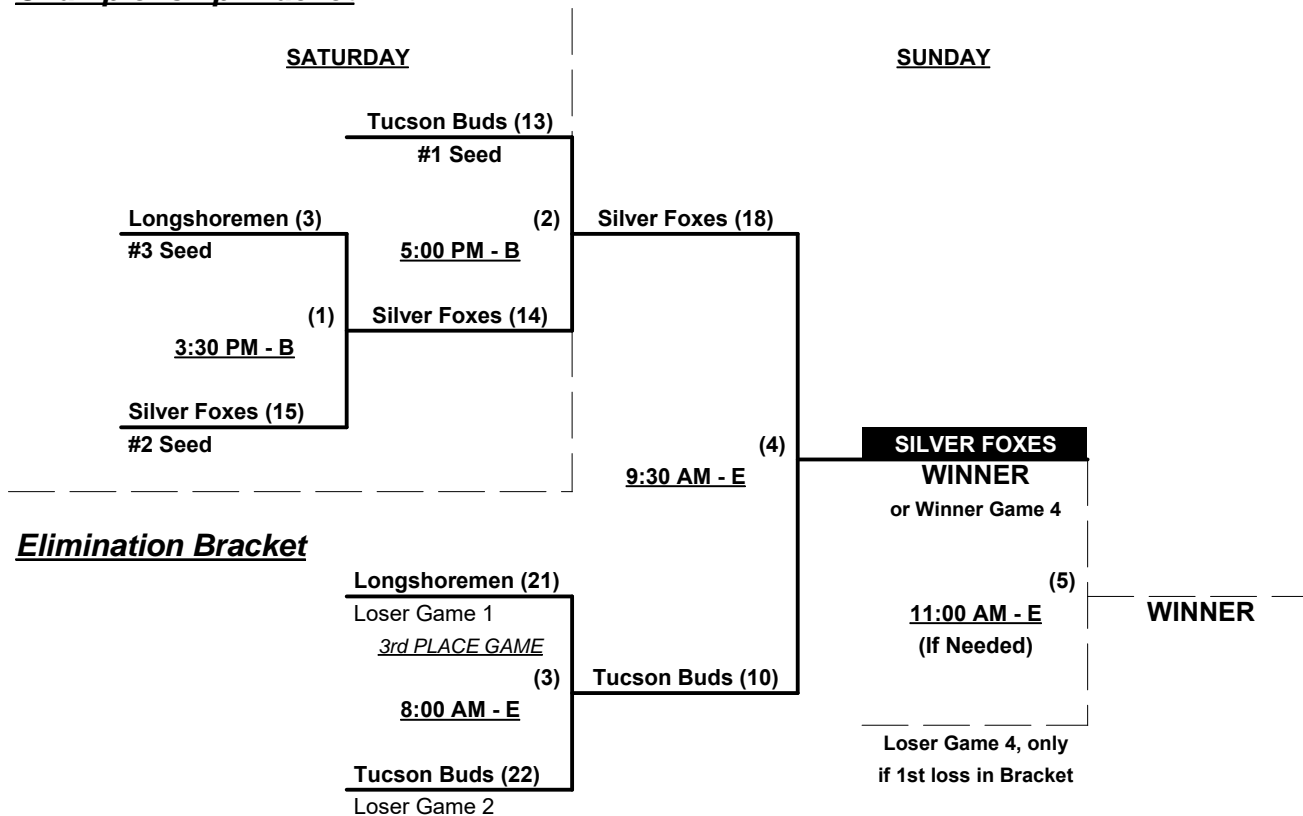 SATURDAY
SUNDAY
Tucson Buds (13)
#1 Seed
Longshoremen (3)
(2)
Silver Foxes (18)
#3 Seed
5:00 PM - B
(1)
Silver Foxes (14)
3:30 PM - B
Silver Foxes (15)
#2 Seed
(4)
SILVER FOXES
9:30 AM - E
WINNER
or Winner Game 4
Elimination Bracket
Longshoremen (21)
Loser Game 1
(5)
11:00 AM - E
WINNER
3rd PLACE GAME
(If Needed)
(3)
Tucson Buds (10)
8:00 AM - E
Loser Game 4, only
if 1st loss in Bracket
Tucson Buds (22)
Loser Game 2